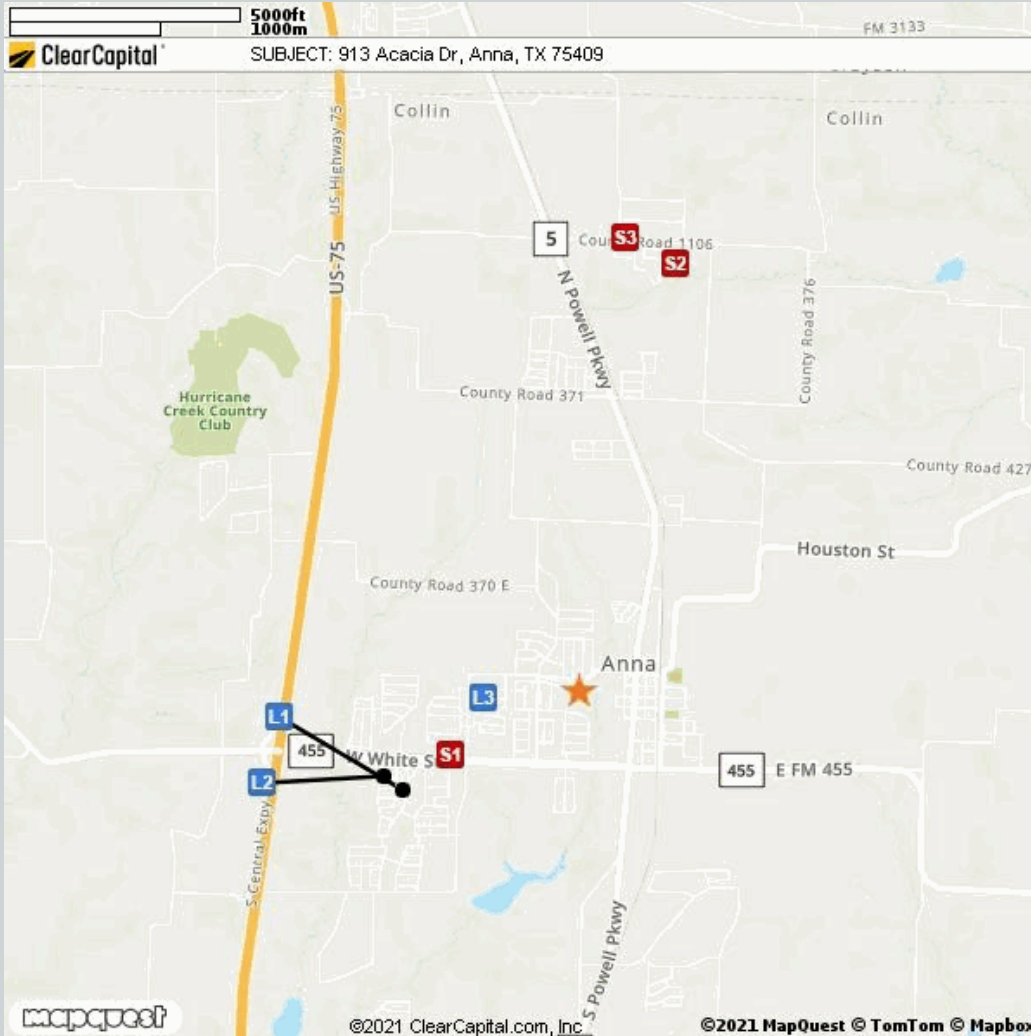 5000ft
1000m
FM 3133
ClearCapital
SUBJECT: 913 Acacia Dr, Anna, TX 75409
Collin
Collin
US Highway 75
US-75
5
County Road 1106
S3
S2
N Powell Pkwy
County Road 376
Hurricane
Creek Country
Club
County Road 371
County Road 427
Houston St
County Road 370 E
Anna
L3
L1
455
W White S
S1
L2
455
E FM 455
S Central Expy
S Powell Pkwy
mapquest
©2021 ClearCapital.com, Inc
©2021 MapQuest © TomTom © Mapbox